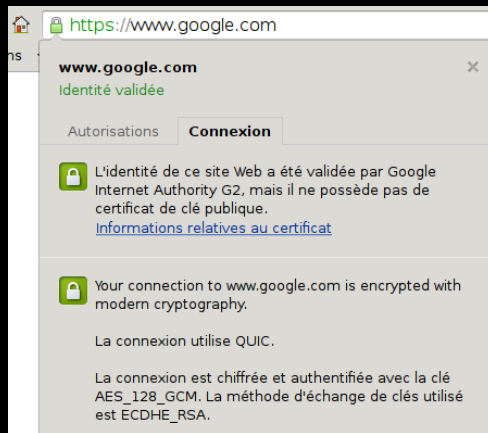 https://www.google.com
ns
www.google.com
Identité validée
Autorisations Connexion
L'identité de ce site Web a été validée par Google
Internet Authority G2, mais il ne possède pas de
certificat de clé publique.
Informations relatives au certificat
Your connection to www.google.com is encrypted with
modern cryptography.
La connexion utilise QUIC.
La connexion est chiffrée et authentifiée avec la clé
AES_128_GCM. La méthode d'échange de clés utilisé
est ECDHE_RSA.